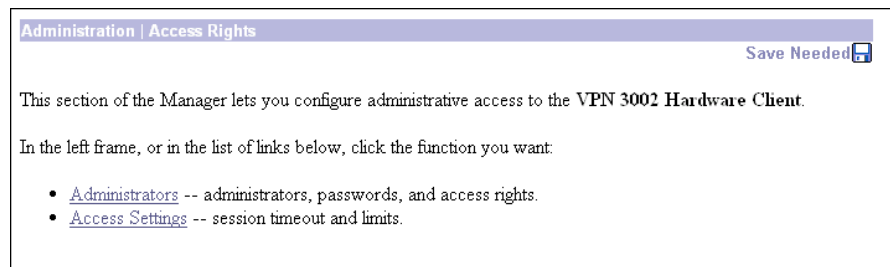 Administration | Access Rights
Save Needed
This section of the Manager lets you configure administrative access to the VPN 3002 Hardware Client.
In the left frame, or in the list of links below, click the function you want:
• Administrators -- administrators, passwords, and access rights.
• Access Settings -- session timeout and limits.